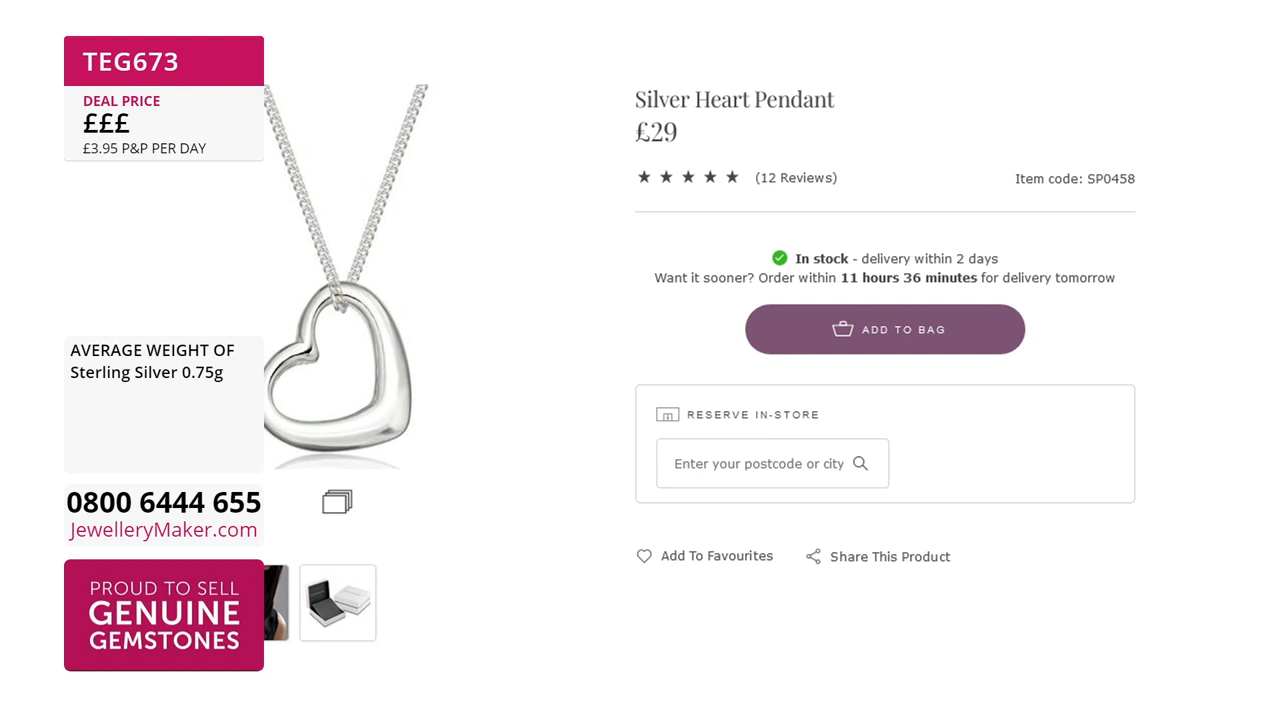 TEG673
DEAL PRICE
£££
£3.95 P&P PER DAY
AVERAGE WEIGHT OF
Sterling Silver 0.75g
0800 6444 655
JewelleryMaker.com
PROUD TO SELL
GENUINE
GEMSTONES
Silver Heart Pendant
£29
(12 Reviews)
Item code: SP0458
In stock - delivery within 2 days
Want it sooner? Order within 11 hours 36 minutes for delivery tomorrow
ADD TO BAG
RESERVE IN-STORE
Enter your postcode or city
Add To Favourites
Share This Product